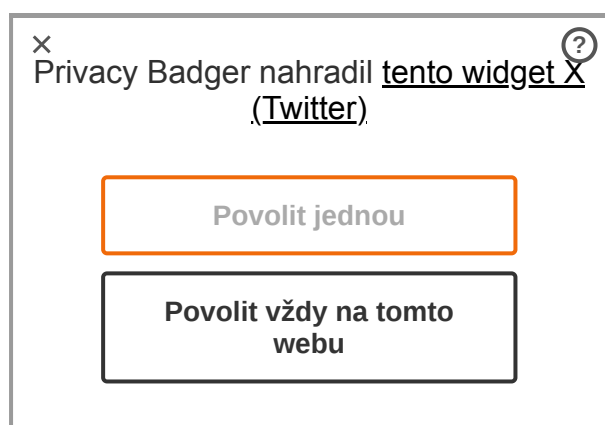 × ?
Privacy Badger nahradil tento widget X
(Twitter)
Povolit jednou
Povolit vždy na tomto
webu